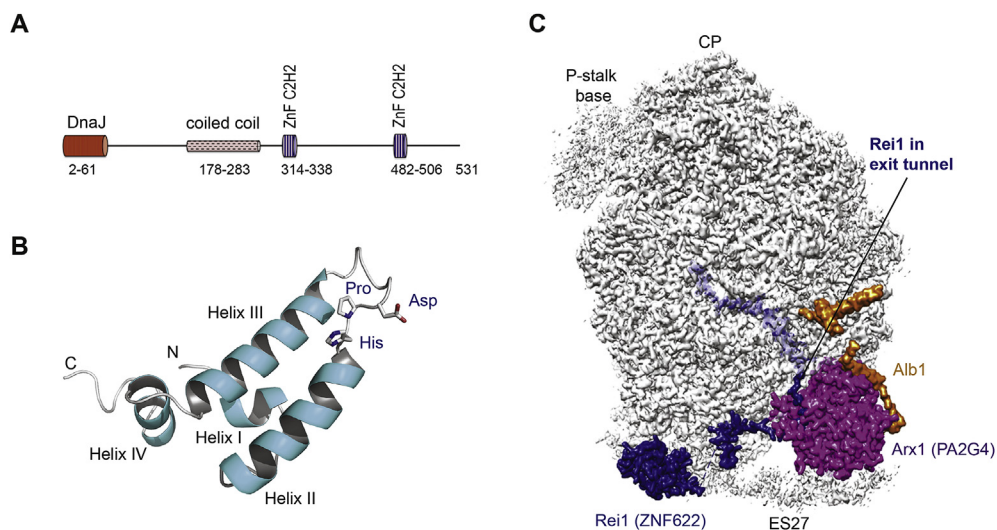 A
DnaJ
coiled coil
ZnF C2H2
ZnF C2H2
2-61
178-283
314-338
482-506
531
B
Pro
Asp
His
Helix III
N
C
Helix I
Helix IV
Helix II
C
CP
P-stalk
base
Rei1 in
exit tunnel
Alb1
Arx1 (PA2G4)
Rei1 (ZNF622)
ES27